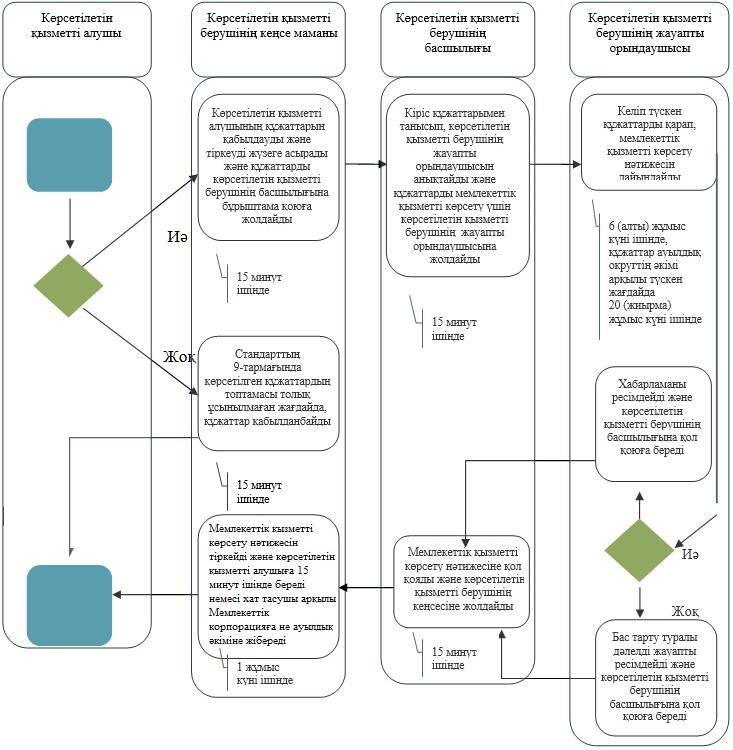 Көрсетілетін
қызметті алушы
Көрсетілетін қызметті
берушінің кеңсе маманы
Көрсетілетін қызметті
берушінің
басшылығы
Көрсетілетін қызметті
берушінің жауапты
орындаушысы
Көрсетілетін қызметті
алушының құжаттарын
қабылдауды және
тіркеуді жүзеге асырады
және құжаттарды
көрсетілетін қызметті
берушінің басшылығына
бұрыштама қоюға
жолдайды
Кіріс құжаттарымен
танысып, көрсетілетін
қызметті берушінің
жауапты
орындаушысын
анықтайды және
құжаттарды мемлекеттік
қызметті көрсету үшін
көрсетілетін қызметті
берушінің жауапты
орындаушысына
жолдайды
Келіп түскен
құжаттарды қарап,
мемлекеттік
қызметті көрсету
нәтижесін
дайындайды
Иә
15 минут
ішінде
15 минут
ішінде
6 (алты) жұмыс
күні ішінде,
құжаттар ауылдық
округтің әкімі
арқылы түскен
жағдайда
20 (жиырма)
жұмыс күні ішінде
Жоқ
Стандарттың
9-тармағында
көрсетілген құжаттардың
топтамасы толық
ұсынылмаған жағдайда,
құжаттар қабылданбайды
15 минут
ішінде
Хабарламаны
ресімдейді және
көрсетілетін
қызметті берушінің
басшылығына қол
қоюға береді
Мемлекеттік қызметті
көрсету нәтижесін
тіркейді және көрсетілетін
қызметті алушыға 15
минут ішінде береді
немесі хат тасушы арқылы
Мемлекеттік
корпорацияға не ауылдық
әкіміне жібереді
1 жұмыс
күні ішінде
Мемлекеттік қызметті
көрсету нәтижесіне қол
қояды және көрсетілетін
қызметті берушінің
кеңсесіне жолдайды
15 минут
ішінде
Иә
Жоқ
Бас тарту туралы
дәлелді жауапты
ресімдейді және
көрсетілетін қызметті
берушінің
басшылығына қол
қоюға береді